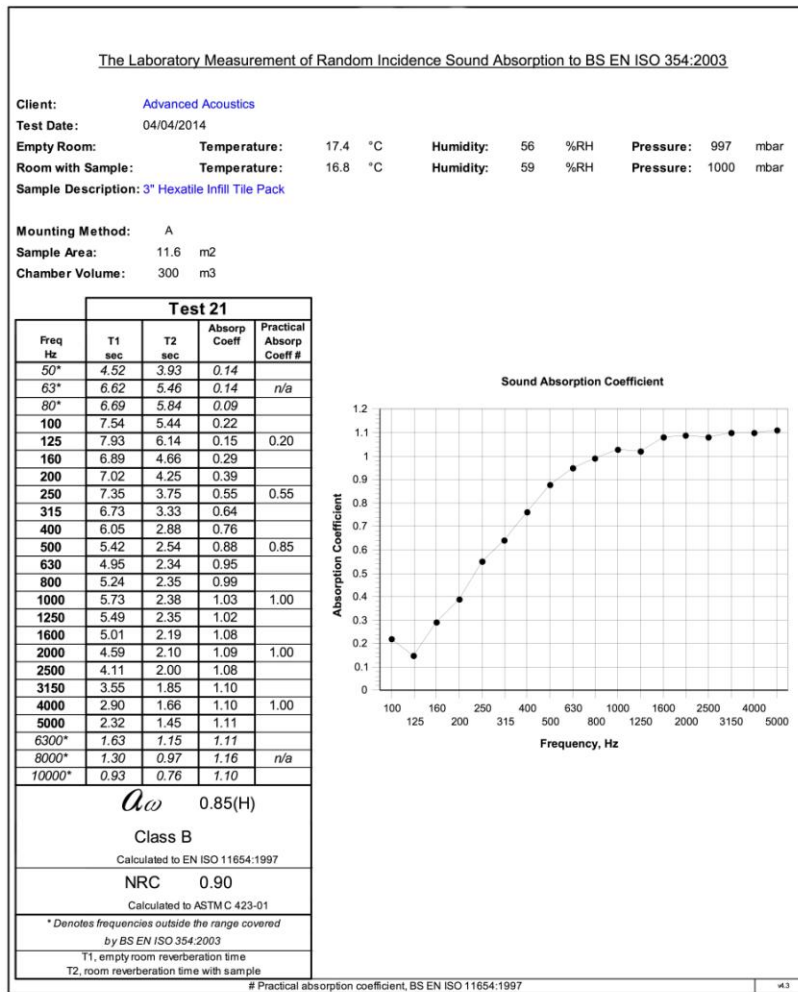 The Laboratory Measurement of Random Incidence Sound Absorption to BS EN ISO 354:2003
Client: Advanced Acoustics
Test Date: 04/04/2014
Empty Room: Temperature: 17.4 °C Humidity: 56 %RH Pressure: 997 mbar
Room with Sample: Temperature: 16.8 °C Humidity: 59 %RH Pressure: 1000 mbar
Sample Description: 3" Hexatile Infill Tile Pack
Mounting Method: A
Sample Area: 11.6 m2
Chamber Volume: 300 m3
Test 21
Freq Hz T1 sec T2 sec Absorp Coeff Practical Absorp Coeff #
50* 4.52 3.93 0.14
63* 6.62 5.46 0.14 n/a
80* 6.69 5.84 0.09
100 7.54 5.44 0.22
125 7.93 6.14 0.15 0.20
160 6.89 4.66 0.29
200 7.02 4.25 0.39
250 7.35 3.75 0.55 0.55
315 6.73 3.33 0.64
400 6.05 2.88 0.76
500 5.42 2.54 0.88 0.85
630 4.95 2.34 0.95
800 5.24 2.35 0.99
1000 5.73 2.38 1.03 1.00
1250 5.49 2.35 1.02
1600 5.01 2.19 1.08
2000 4.59 2.10 1.09 1.00
2500 4.11 2.00 1.08
3150 3.55 1.85 1.10
4000 2.90 1.66 1.10 1.00
5000 2.32 1.45 1.11
6300* 1.63 1.15 1.11
8000* 1.30 0.97 1.16 n/a
10000* 0.93 0.76 1.10
αω 0.85(H)
Class B
Calculated to EN ISO 11654:1997
NRC 0.90
Calculated to ASTM C 423-01
* Denotes frequencies outside the range covered
by BS EN ISO 354:2003
T1, empty room reverberation time
T2, room reverberation time with sample
Sound Absorption Coefficient
Absorption Coefficient
1.2
1.1
1
0.9
0.8
0.7
0.6
0.5
0.4
0.3
0.2
0.1
0
100 160 250 400 630 1000 1600 2500 4000
125 200 315 500 800 1250 2000 3150 5000
Frequency, Hz
# Practical absorption coefficient, BS EN ISO 11654:1997
v4.3